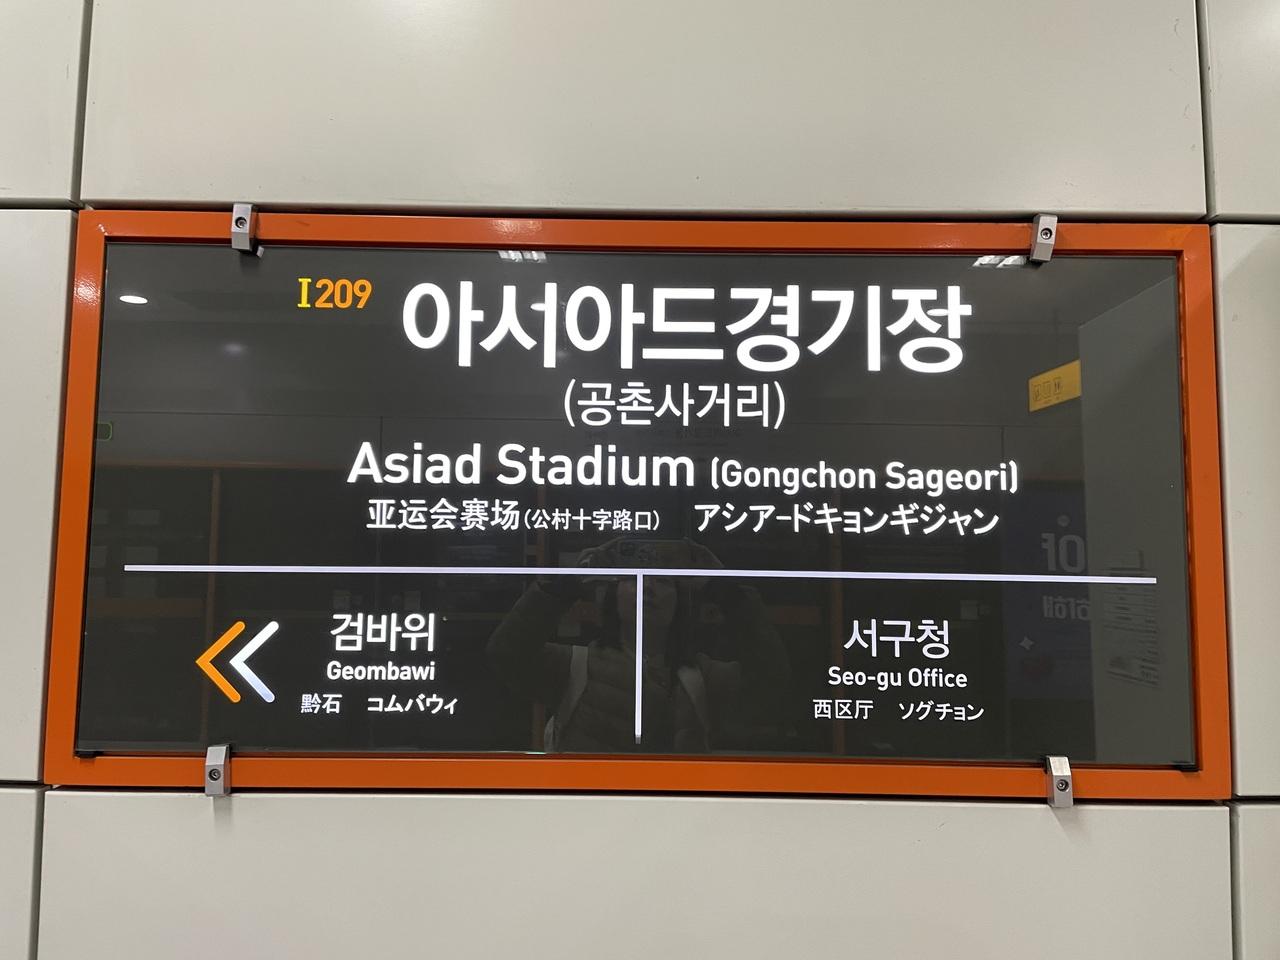 I209 아시아드경기장
(공촌사거리)
Asiad Stadium (Gongchon Sageori)
亚运会赛场(公村十字路口) アシアードキョンギジャン
검바위
Geombawi
黔石 コムバウィ
서구청
Seo-gu Office
西区厅 ソグチョン